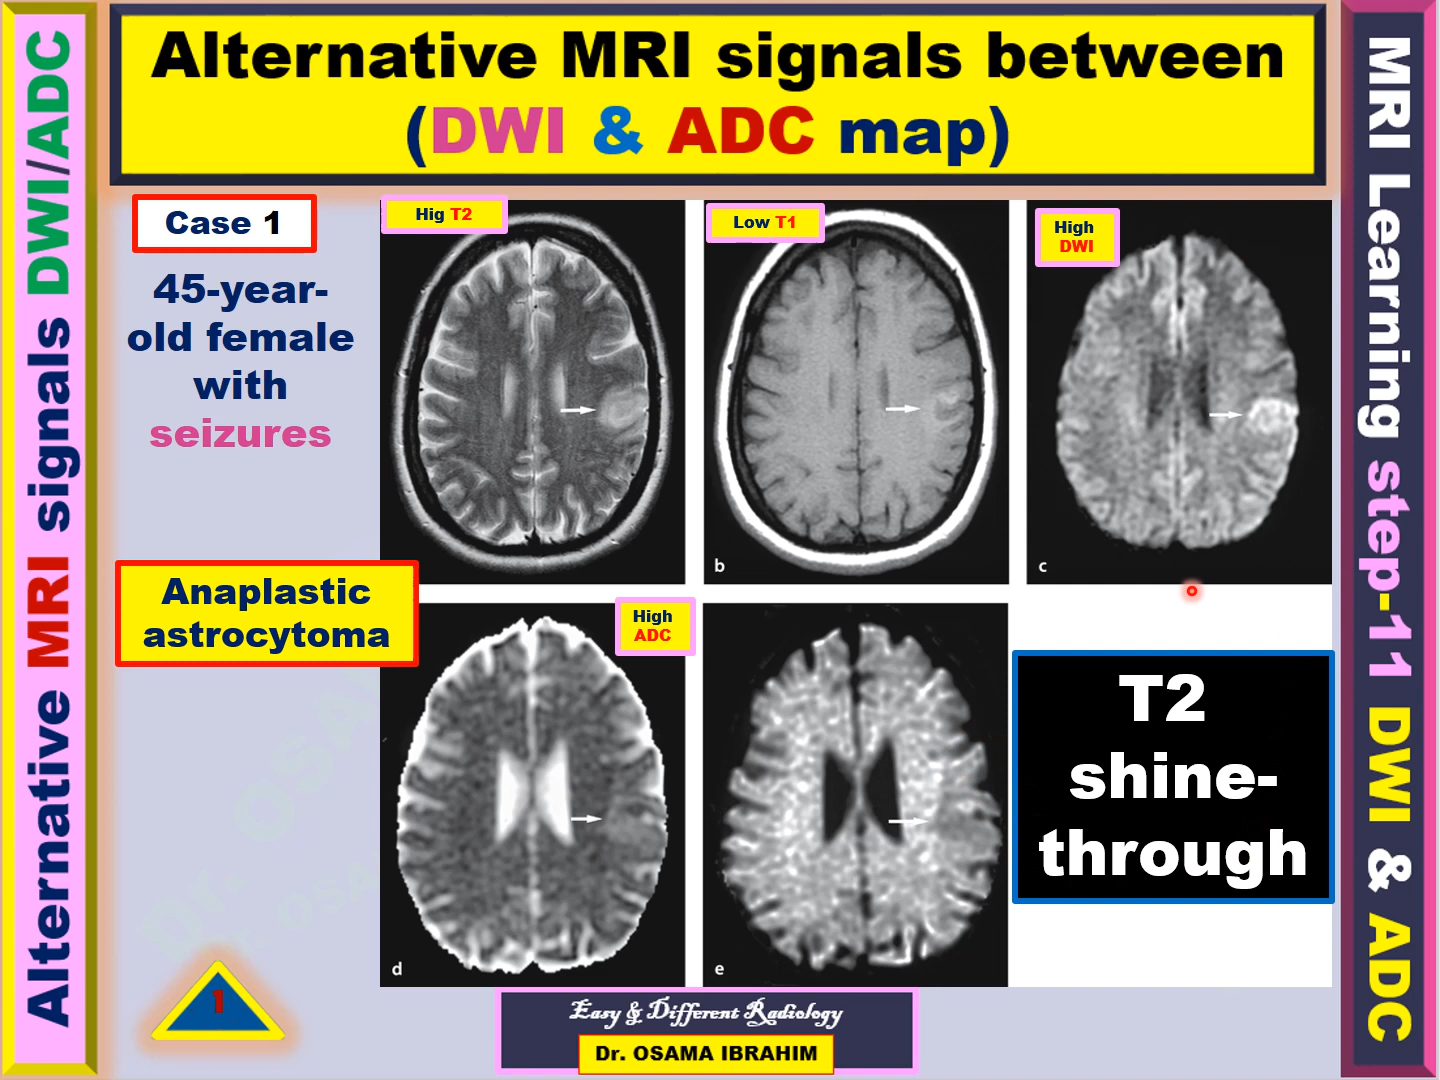 Alternative MRI signals DWI/ADC
Alternative MRI signals between
(DWI & ADC map)
MRI Learning step-11 DWI & ADC
Case 1
45-year-
old female
with
seizures
Anaplastic
astrocytoma
Hig T2
Low T1
High
DWI
b
c
High
ADC
d
e
T2
shine-
through
1
Easy & Different Radiology
Dr. OSAMA IBRAHIM